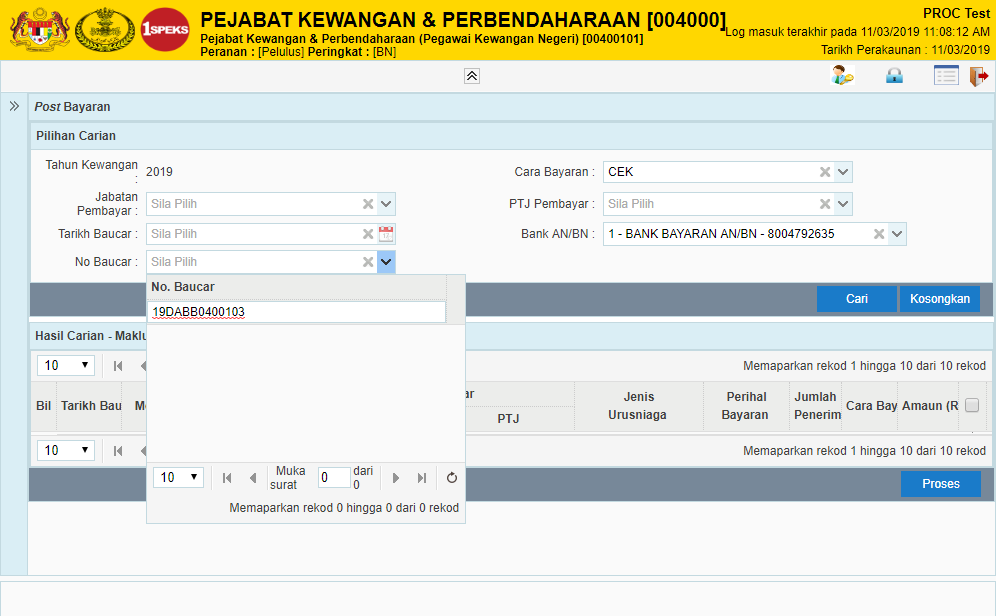 1SPEKS
PEJABAT KEWANGAN & PERBENDAHARAAN [004000]
Pejabat Kewangan & Perbendaharaan (Pegawai Kewangan Negeri) [00400101]
Peranan : [Pelulus] Peringkat : [BN]
PROC Test
Log masuk terakhir pada 11/03/2019 11:08:12 AM
Tarikh Perakaunan : 11/03/2019
Post Bayaran
Pilihan Carian
Tahun Kewangan : 2019
Cara Bayaran : CEK
Jabatan Pembayar : Sila Pilih
PTJ Pembayar : Sila Pilih
Tarikh Baucar : Sila Pilih
Bank AN/BN : 1 - BANK BAYARAN AN/BN - 8004792635
No Baucar : Sila Pilih
No. Baucar
19DABB0400103
Cari Kosongkan
Hasil Carian - Maklu
10
Memaparkan rekod 1 hingga 10 dari 10 rekod
Bil Tarikh Bau
PTJ
Jenis Urusniaga
Perihal Bayaran
Jumlah Penerim
Cara Bay
Amaun (R
10
Memaparkan rekod 1 hingga 10 dari 10 rekod
10 Muka surat 0 dari 0
Memaparkan rekod 0 hingga 0 dari 0 rekod
Proses